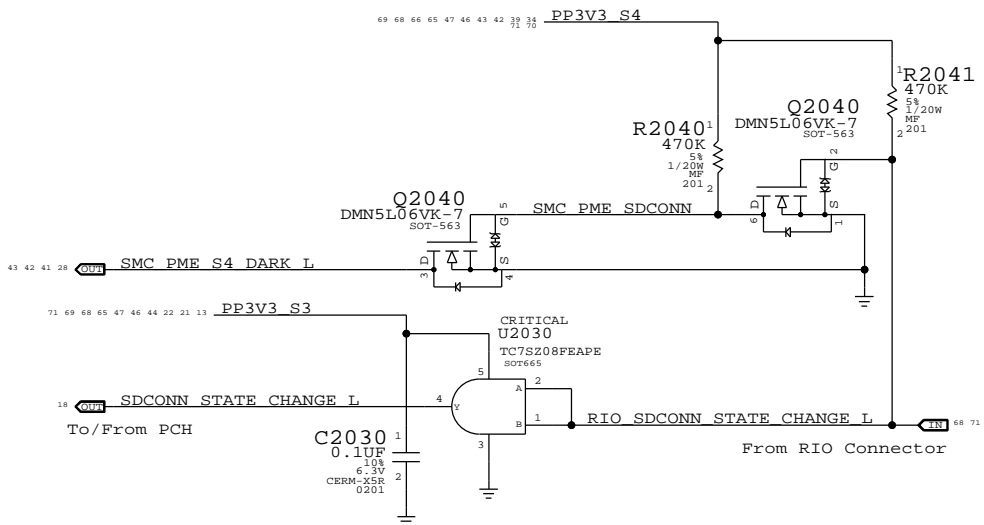 69 68 66 65 47 46 43 42 39 34
71 70
PP3V3_S4
1
R2041
470K
5%
1/20W
MF
201
2
Q2040
DMN5L06VK-7
SOT-563
R2040
1
470K
5%
1/20W
MF
201
2
2
G
D
S
6
1
Q2040
DMN5L06VK-7
SOT-563
5
G
SMC_PME_SDCONN
D
S
3
4
43 42 41 28
OUT
SMC_PME_S4_DARK_L
71 69 68 65 47 46 44 22 21 13
PP3V3_S3
CRITICAL
U2030
TC7SZ08FEAPE
SOT665
5
A
2
18
OUT
SDCONN_STATE_CHANGE_L
4
Y
B
1
RIO_SDCONN_STATE_CHANGE_L
IN
68 71
To/From PCH
3
From RIO Connector
C2030
1
0.1UF
10%
6.3V
CERM-X5R
0201
2